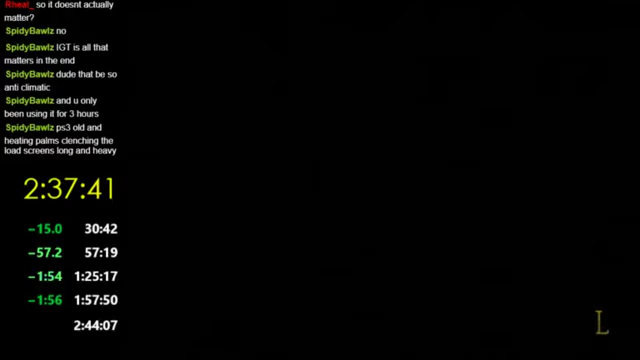 Rheal_ so it doesnt actually
matter?
SpidyBawlz no
SpidyBawlz IGT is all that
matters in the end
SpidyBawlz dude that be so
anti climatic
SpidyBawlz and u only
been using it for 3 hours
SpidyBawlz ps3 old and
heating palms clenching the
load screens long and heavy
2:37:41
-15.0 30:42
-57.2 57:19
-1:54 1:25:17
-1:56 1:57:50
2:44:07
L